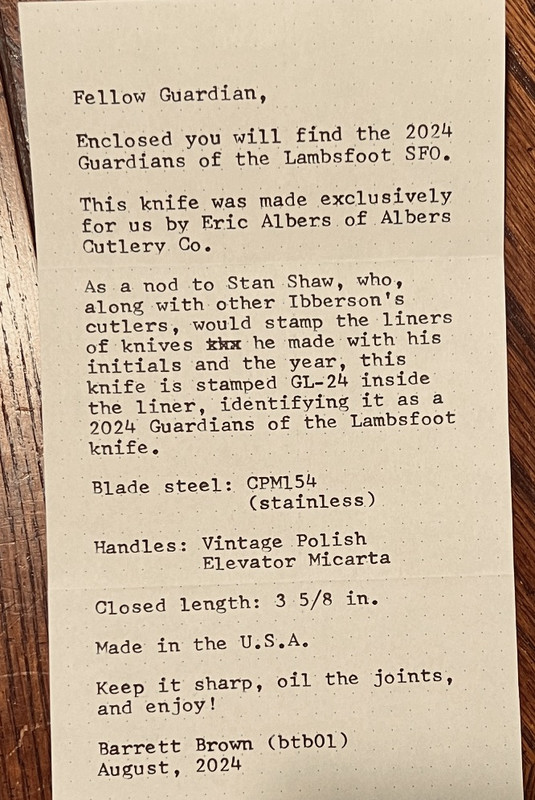 Fellow Guardian,
Enclosed you will find the 2024
Guardians of the Lambsfoot SFO.
This knife was made exclusively
for us by Eric Albers of Albers
Cutlery Co.
As a nod to Stan Shaw, who,
along with other Ibberson's
cutlers, would stamp the liners
of knives he made with his
initials and the year, this
knife is stamped GL-24 inside
the liner, identifying it as a
2024 Guardians of the Lambsfoot
knife.
Blade steel: CPM154
(stainless)
Handles: Vintage Polish
Elevator Micarta
Closed length: 3 5/8 in.
Made in the U.S.A.
Keep it sharp, oil the joints,
and enjoy!
Barrett Brown (btb01)
August, 2024